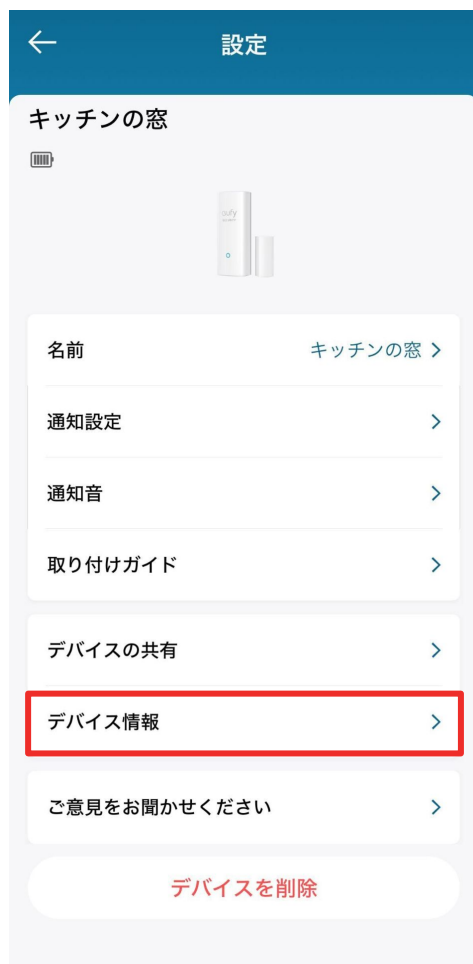 設定
キッチンの窓
eufy
名前
キッチンの窓
通知設定
通知音
取り付けガイド
デバイスの共有
デバイス情報
ご意見をお聞かせください
デバイスを削除